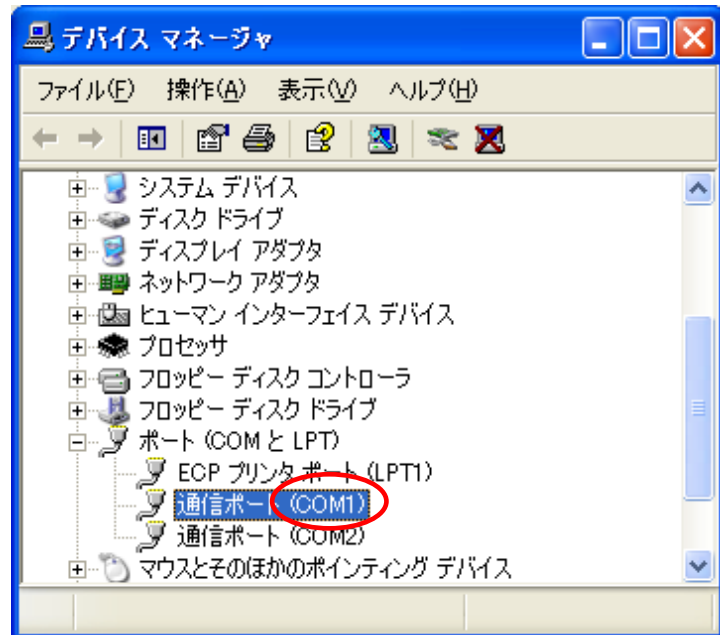 デバイス マネージャ
ファイル(F) 操作(A) 表示(V) ヘルプ(H)
システム デバイス
ディスク ドライブ
ディスプレイ アダプタ
ネットワーク アダプタ
ヒューマン インターフェイス デバイス
プロセッサ
フロッピー ディスク コントローラ
フロッピー ディスク ドライブ
ポート (COM と LPT)
ECP プリンタ ポート (LPT1)
通信ポート (COM1)
通信ポート (COM2)
マウスとそのほかのポインティング デバイス